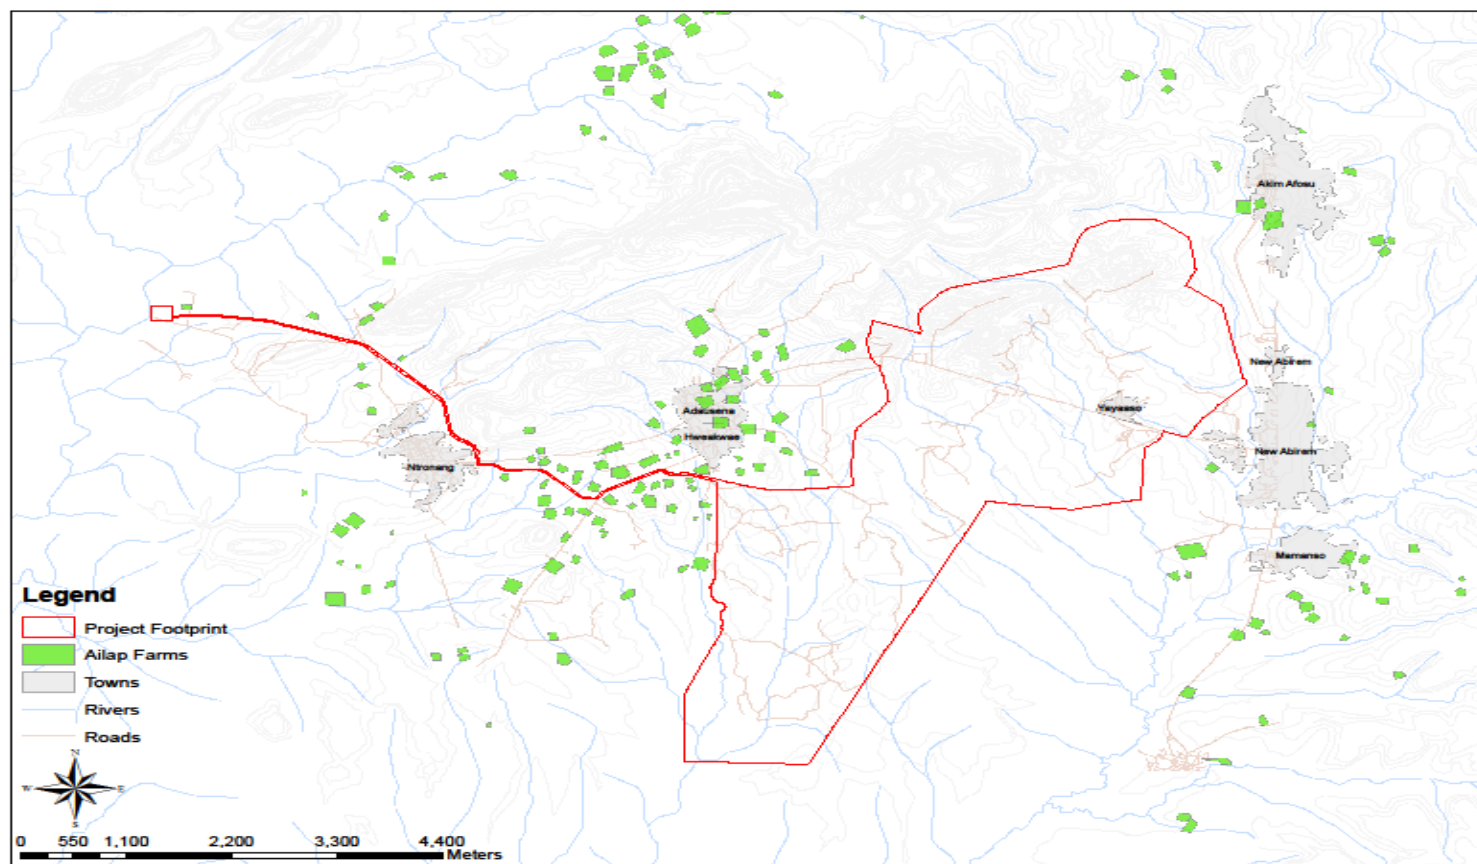 Akim Afosu
New Abirem
Yayaaso
Adausena
Hweakwae
New Abirem
Ntronang
Mamanso
Legend
Project Footprint
Ailap Farms
Towns
Rivers
Roads
N
W E
S
0 550 1,100 2,200 3,300 4,400
Meters